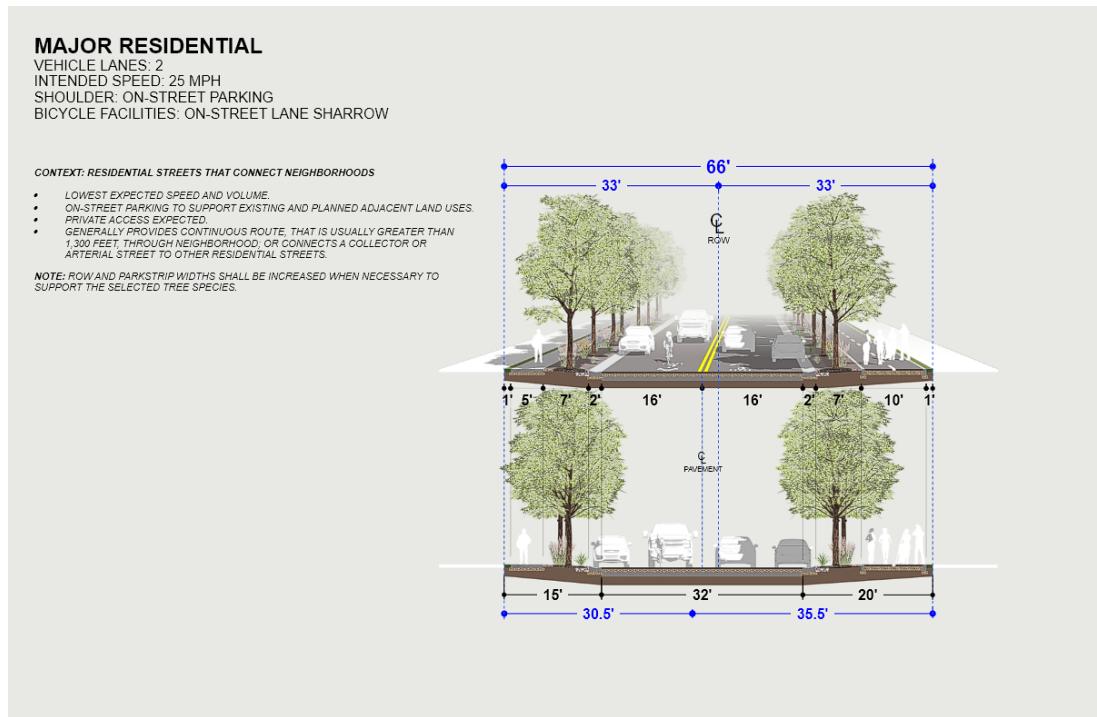 MAJOR RESIDENTIAL
VEHICLE LANES: 2
INTENDED SPEED: 25 MPH
SHOULDER: ON-STREET PARKING
BICYCLE FACILITIES: ON-STREET LANE SHARROW
CONTEXT: RESIDENTIAL STREETS THAT CONNECT NEIGHBORHOODS
• LOWEST EXPECTED SPEED AND VOLUME.
• ON-STREET PARKING TO SUPPORT EXISTING AND PLANNED ADJACENT LAND USES.
• PRIVATE ACCESS EXPECTED.
• GENERALLY PROVIDES CONTINUOUS ROUTE, THAT IS USUALLY GREATER THAN
1,300 FEET, THROUGH NEIGHBORHOOD; OR CONNECTS A COLLECTOR OR
ARTERIAL STREET TO OTHER RESIDENTIAL STREETS.
NOTE: ROW AND PARKSTRIP WIDTHS SHALL BE INCREASED WHEN NECESSARY TO
SUPPORT THE SELECTED TREE SPECIES.
66'
33' 33'
℄
ROW
1' 5' 7' 2' 16' 16' 2' 7' 10' 1'
℄
PAVEMENT
15' 32' 20'
30.5' 35.5'